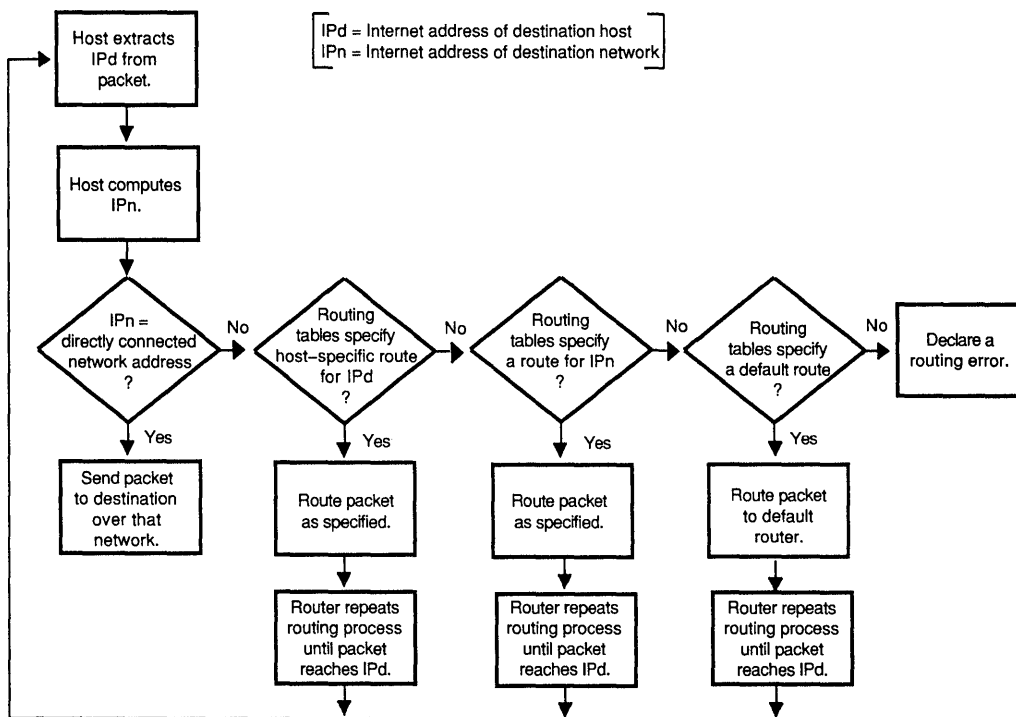 Host extracts
IPd from
packet.
IPd = Internet address of destination host
IPn = Internet address of destination network
Host computes
IPn.
IPn =
directly connected
network address
?
No
Routing
tables specify
host–specific route
for IPd
?
No
Routing
tables specify
a route for IPn
?
No
Routing
tables specify
a default route
?
No
Declare a
routing error.
Yes
Yes
Yes
Yes
Send packet
to destination
over that
network.
Route packet
as specified.
Route packet
as specified.
Route packet
to default
router.
Router repeats
routing process
until packet
reaches IPd.
Router repeats
routing process
until packet
reaches IPd.
Router repeats
routing process
until packet
reaches IPd.